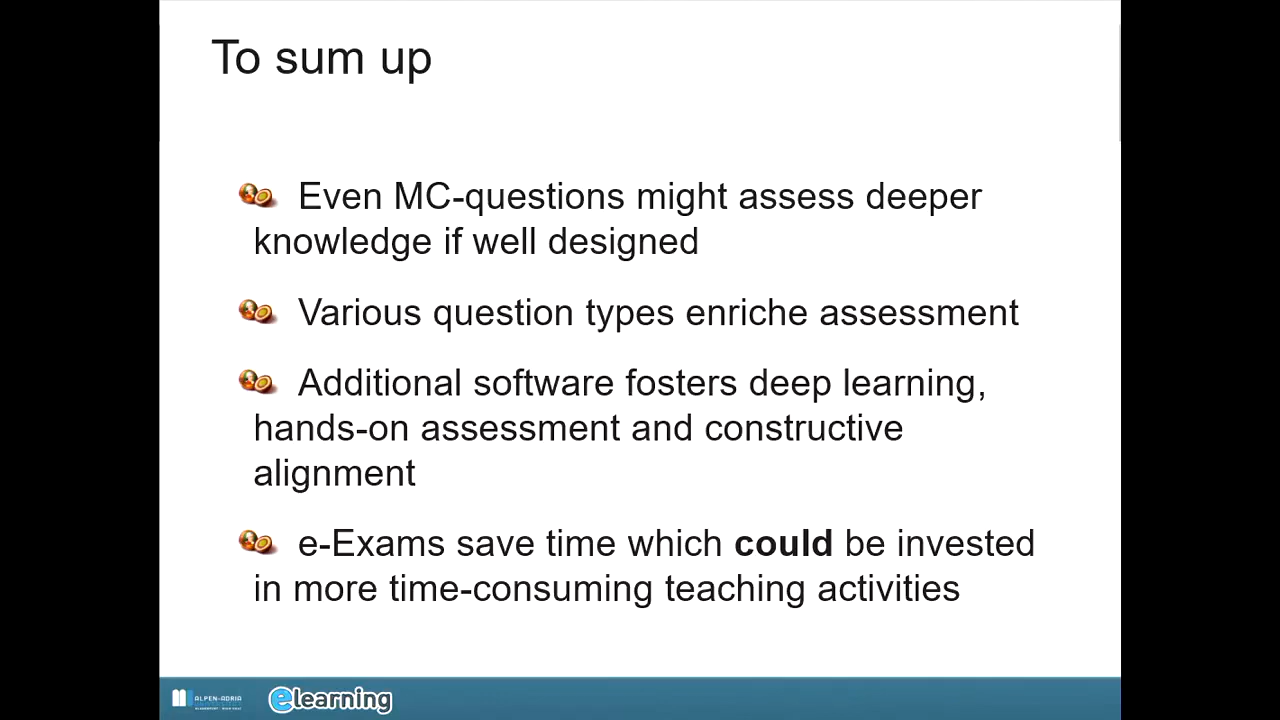 To sum up
Even MC-questions might assess deeper
knowledge if well designed
Various question types enriche assessment
Additional software fosters deep learning,
hands-on assessment and constructive
alignment
e-Exams save time which could be invested
in more time-consuming teaching activities
ALPEN-ADRIA
elearning